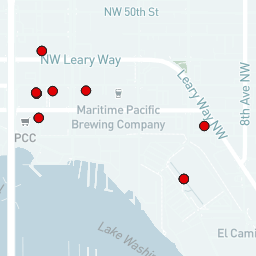 NW 50th St
NW Leary Way
Leary Way NW
8th Ave NW
Maritime Pacific
Brewing Company
PCC
El Cami
Lake Washin